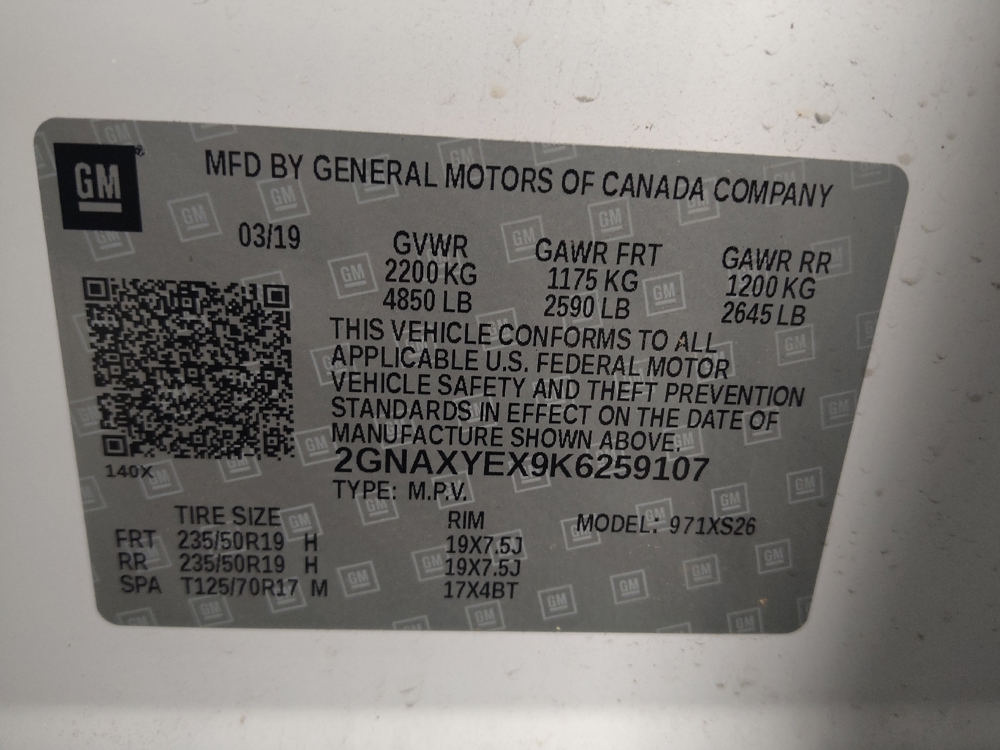 GM
MFD BY GENERAL MOTORS OF CANADA COMPANY
03/19
GVWR GAWR FRT GAWR RR
2200 KG 1175 KG 1200 KG
4850 LB 2590 LB 2645 LB
THIS VEHICLE CONFORMS TO ALL
APPLICABLE U.S. FEDERAL MOTOR
VEHICLE SAFETY AND THEFT PREVENTION
STANDARDS IN EFFECT ON THE DATE OF
MANUFACTURE SHOWN ABOVE.
140X
2GNAXYEX9K6259107
TYPE: M.P.V.
TIRE SIZE RIM MODEL: 971XS26
FRT 235/50R19 H 19X7.5J
RR 235/50R19 H 19X7.5J
SPA T125/70R17 M 17X4BT